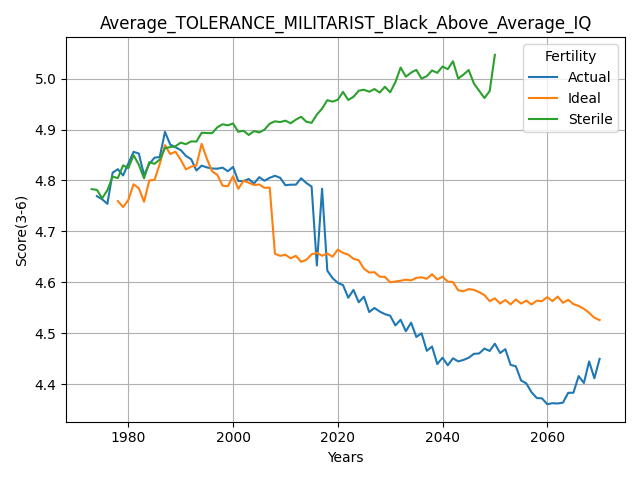 Average_TOLERANCE_MILITARIST_Black_Above_Average_IQ
Fertility
Actual
Ideal
Sterile
Score(3-6)
5.0
4.9
4.8
4.7
4.6
4.5
4.4
1980
2000
2020
2040
2060
Years